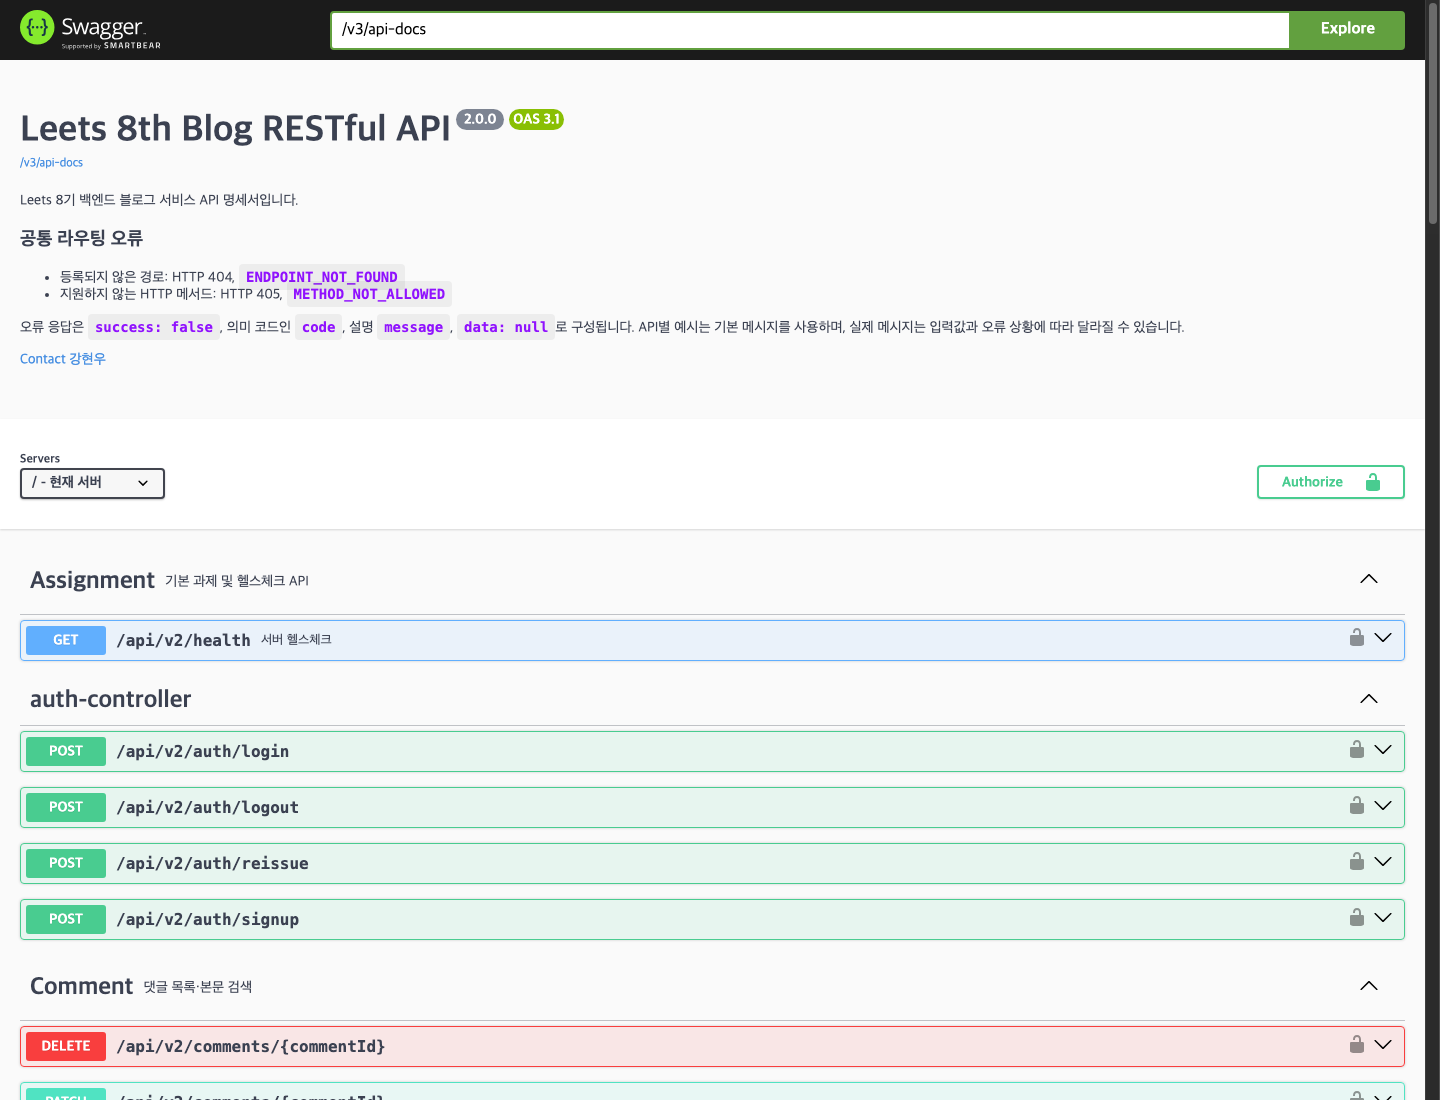 Swagger
Supported by SMARTBEAR
/v3/api-docs
Explore
Leets 8th Blog RESTful API 2.0.0 OAS 3.1
/v3/api-docs
Leets 8기 백엔드 블로그 서비스 API 명세서입니다.
공통 라우팅 오류
• 등록되지 않은 경로: HTTP 404, ENDPOINT_NOT_FOUND
• 지원하지 않는 HTTP 메서드: HTTP 405, METHOD_NOT_ALLOWED
오류 응답은 success: false, 의미 코드인 code, 설명 message, data: null로 구성됩니다. API별 예시는 기본 메시지를 사용하며, 실제 메시지는 입력값과 오류 상황에 따라 달라질 수 있습니다.
Contact 강현우
Servers
/ - 현재 서버
Authorize
Assignment 기본 과제 및 헬스체크 API
GET /api/v2/health 서버 헬스체크
auth-controller
POST /api/v2/auth/login
POST /api/v2/auth/logout
POST /api/v2/auth/reissue
POST /api/v2/auth/signup
Comment 댓글 목록·본문 검색
DELETE /api/v2/comments/{commentId}
PATCH /api/v2/comments/{commentId}